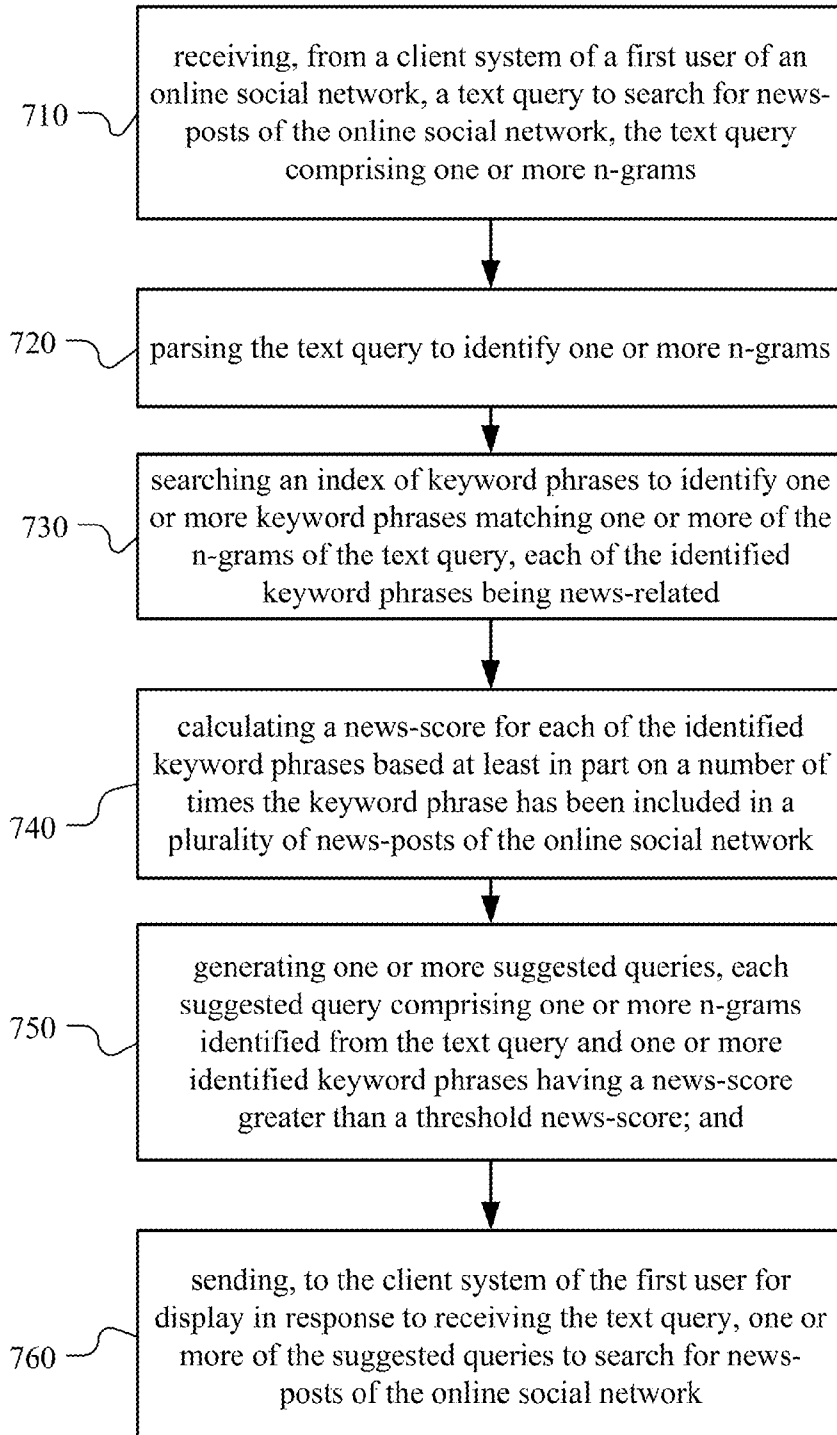 receiving, from a client system of a first user of an
online social network, a text query to search for news-
710
posts of the online social network, the text query
comprising one or more n-grams
720
parsing the text query to identify one or more n-grams
searching an index of keyword phrases to identify one
or more keyword phrases matching one or more of the
730
n-grams of the text query, each of the identified
keyword phrases being news-related
calculating a news-score for each of the identified
keyword phrases based at least in part on a number of
times the keyword phrase has been included in a
740
plurality of news-posts of the online social network
generating one or more suggested queries, each
suggested query comprising one or more n-grams
750
identified from the text query and one or more
identified keyword phrases having a news-score
greater than a threshold news-score; and
sending, to the client system of the first user for
display in response to receiving the text query, one or
760
more of the suggested queries to search for news-
posts of the online social network